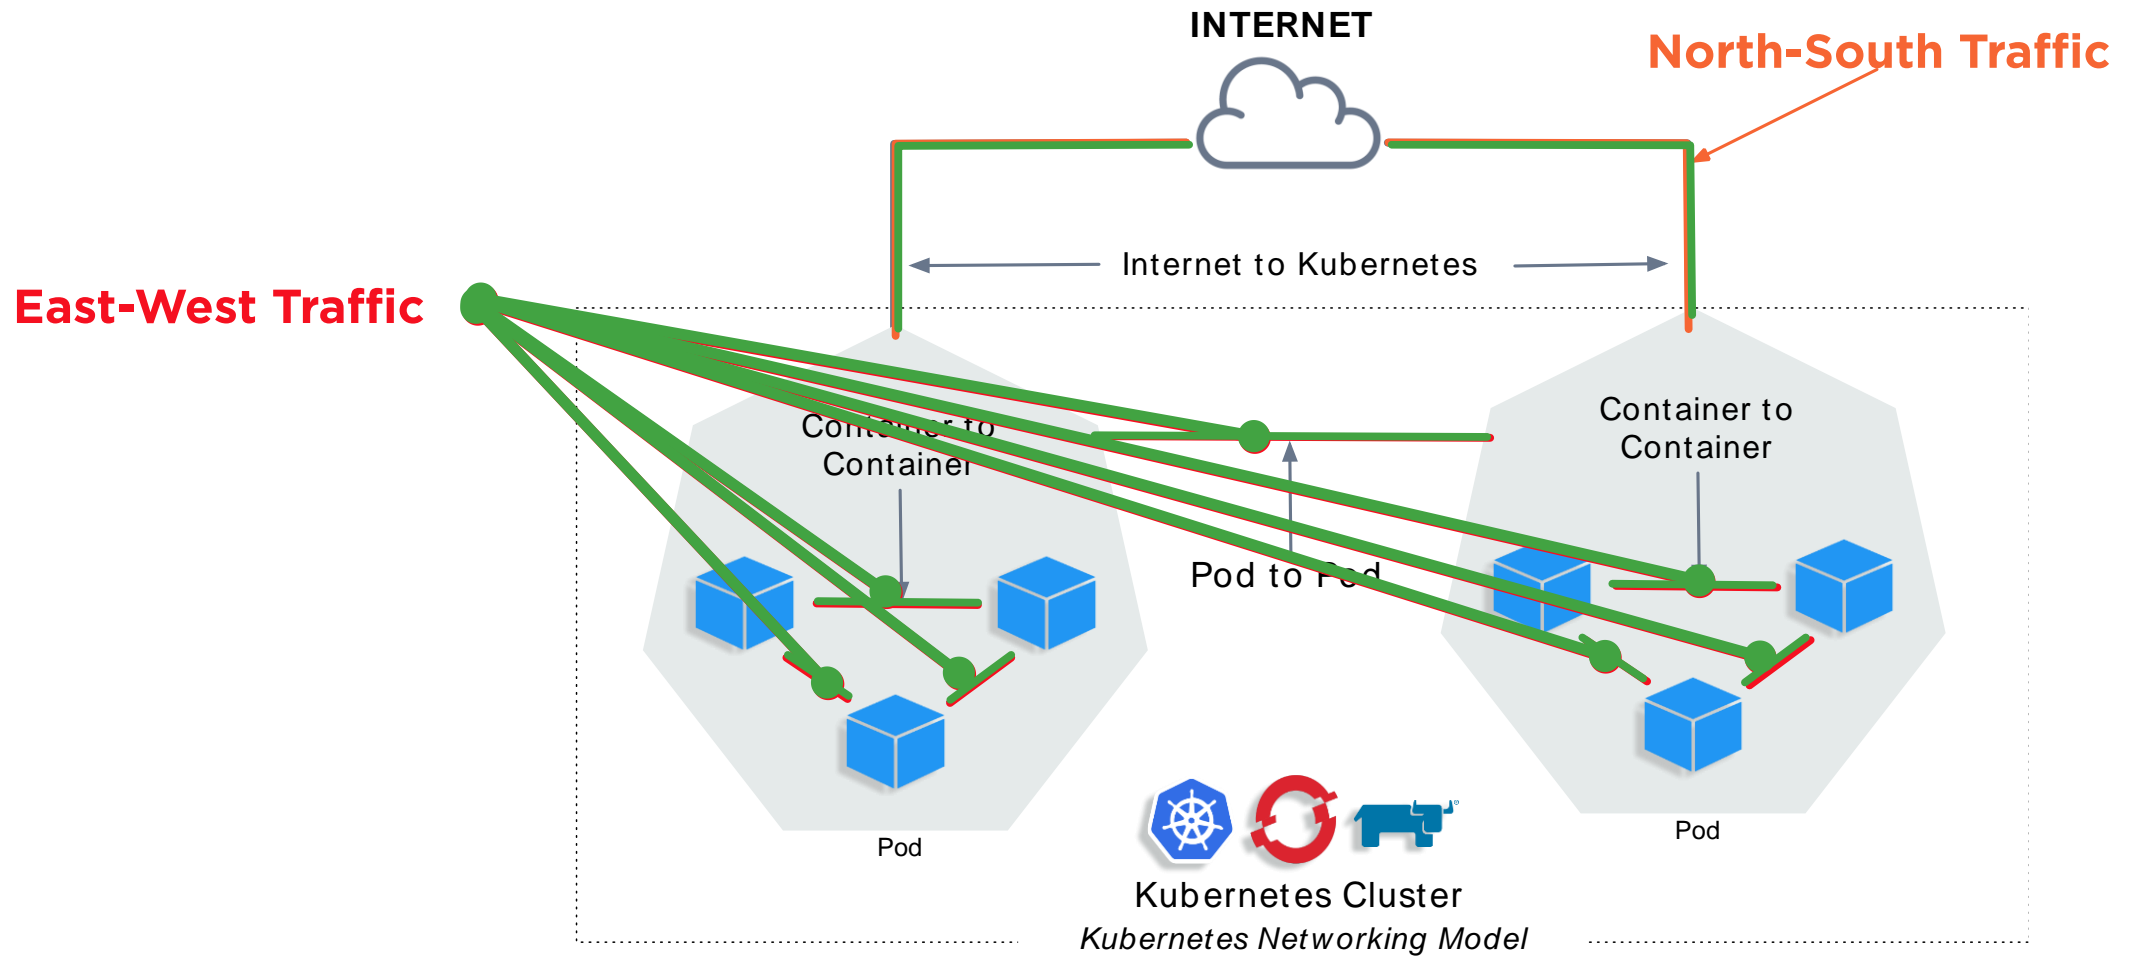 INTERNET
North-South Traffic
Internet to Kubernetes
East-West Traffic
Container to
Container
Container to
Container
Pod to Pod
Pod
Pod
Kubernetes Cluster
Kubernetes Networking Model